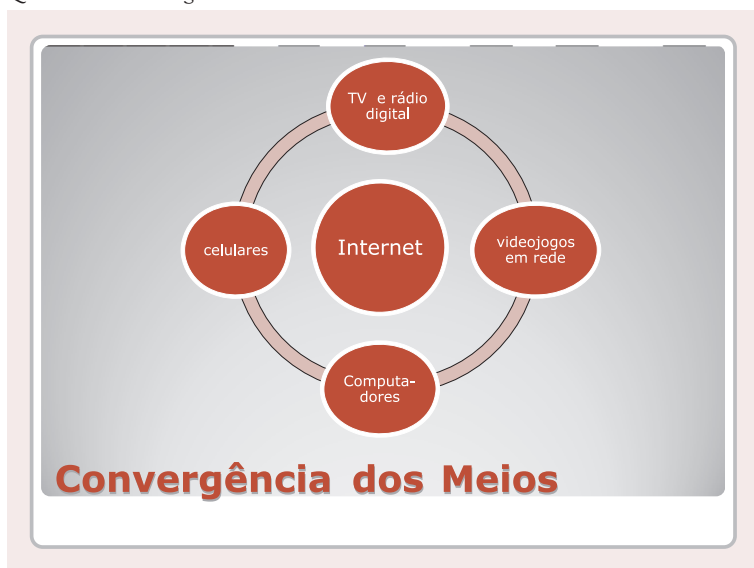 TV e rádio
digital
celulares
Internet
videojogos
em rede
Computa-
dores
Convergência dos Meios